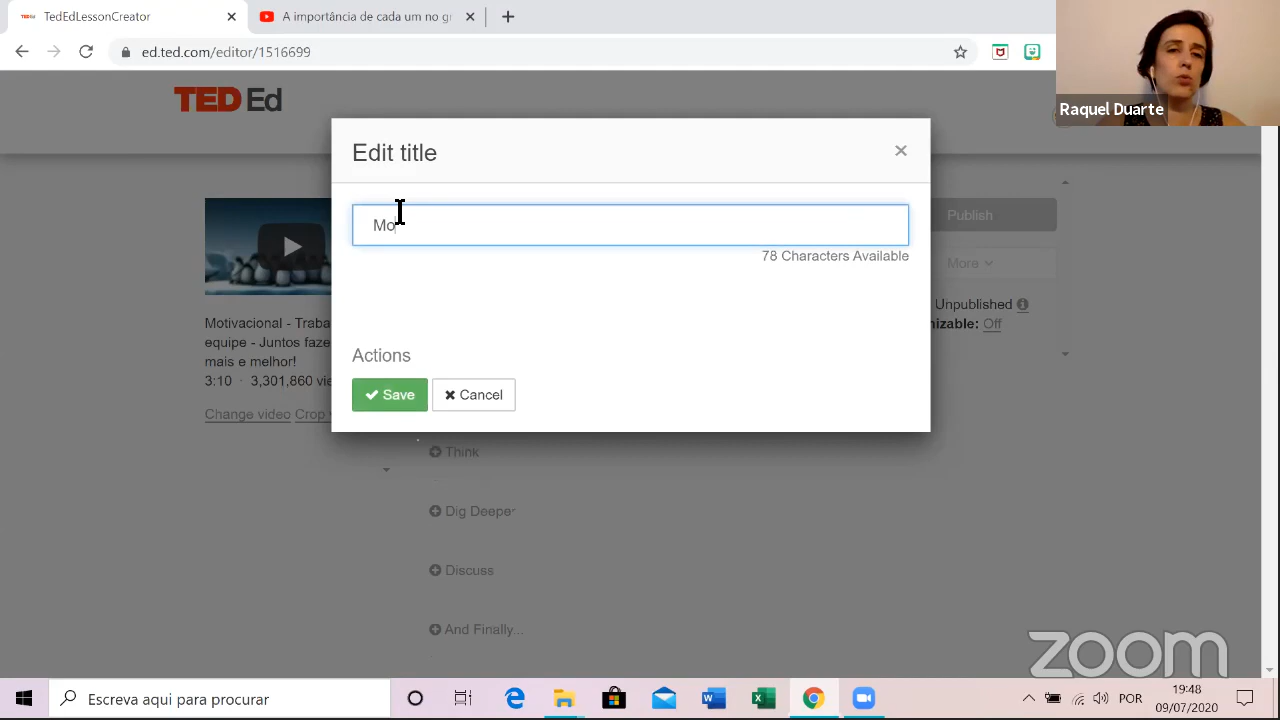 TedEdLessonCreator
A importância de cada um no gr
ed.ted.com/editor/1516699
Raquel Duarte
TED Ed
Edit title
Mo
78 Characters Available
Publish
More
Unpublished
nizable: Off
Motivacional - Traba
equipe - Juntos faze
mais e melhor!
3:10 · 3,301,860 vie
Change video Crop
Actions
Save
Cancel
Think
Dig Deeper
Discuss
And Finally...
zoom
Escreva aqui para procurar
POR
19:48
09/07/2020